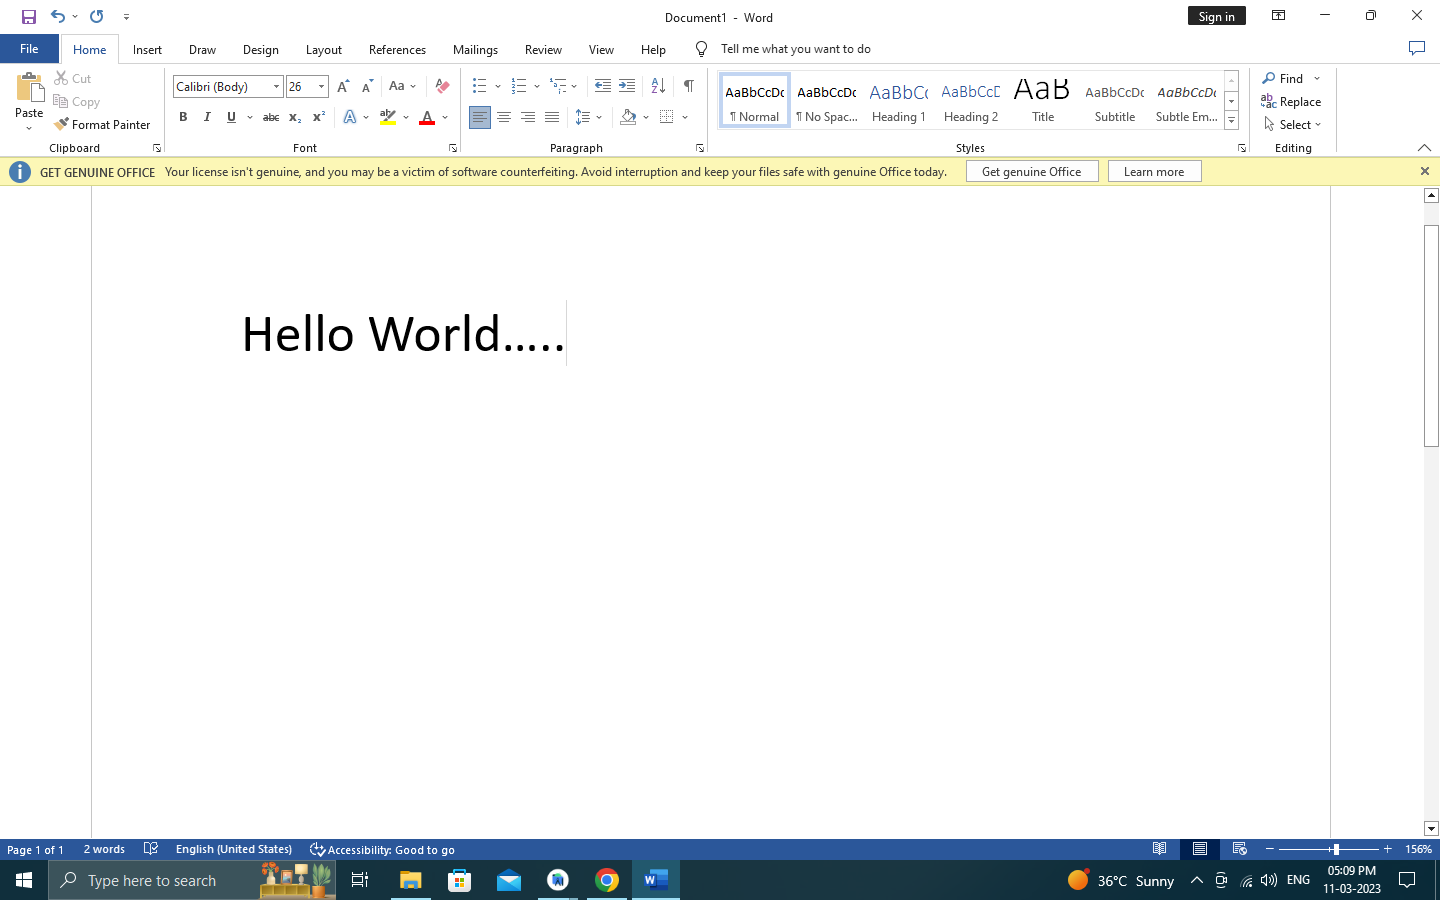 Document1 - Word
Sign in
File Home Insert Draw Design Layout References Mailings Review View Help Tell me what you want to do
Paste
Cut
Copy
Format Painter
Clipboard
Calibri (Body) 26
Font
Paragraph
AaBbCcDc AaBbCcDc AaBbCc AaBbCcD AaB AaBbCcDc AaBbCcDc
¶ Normal ¶ No Spac... Heading 1 Heading 2 Title Subtitle Subtle Em...
Styles
Find
Replace
Select
Editing
GET GENUINE OFFICE Your license isn't genuine, and you may be a victim of software counterfeiting. Avoid interruption and keep your files safe with genuine Office today. Get genuine Office Learn more
Hello World.....
Page 1 of 1 2 words English (United States) Accessibility: Good to go 156%
Type here to search
36°C Sunny
ENG
05:09 PM
11-03-2023